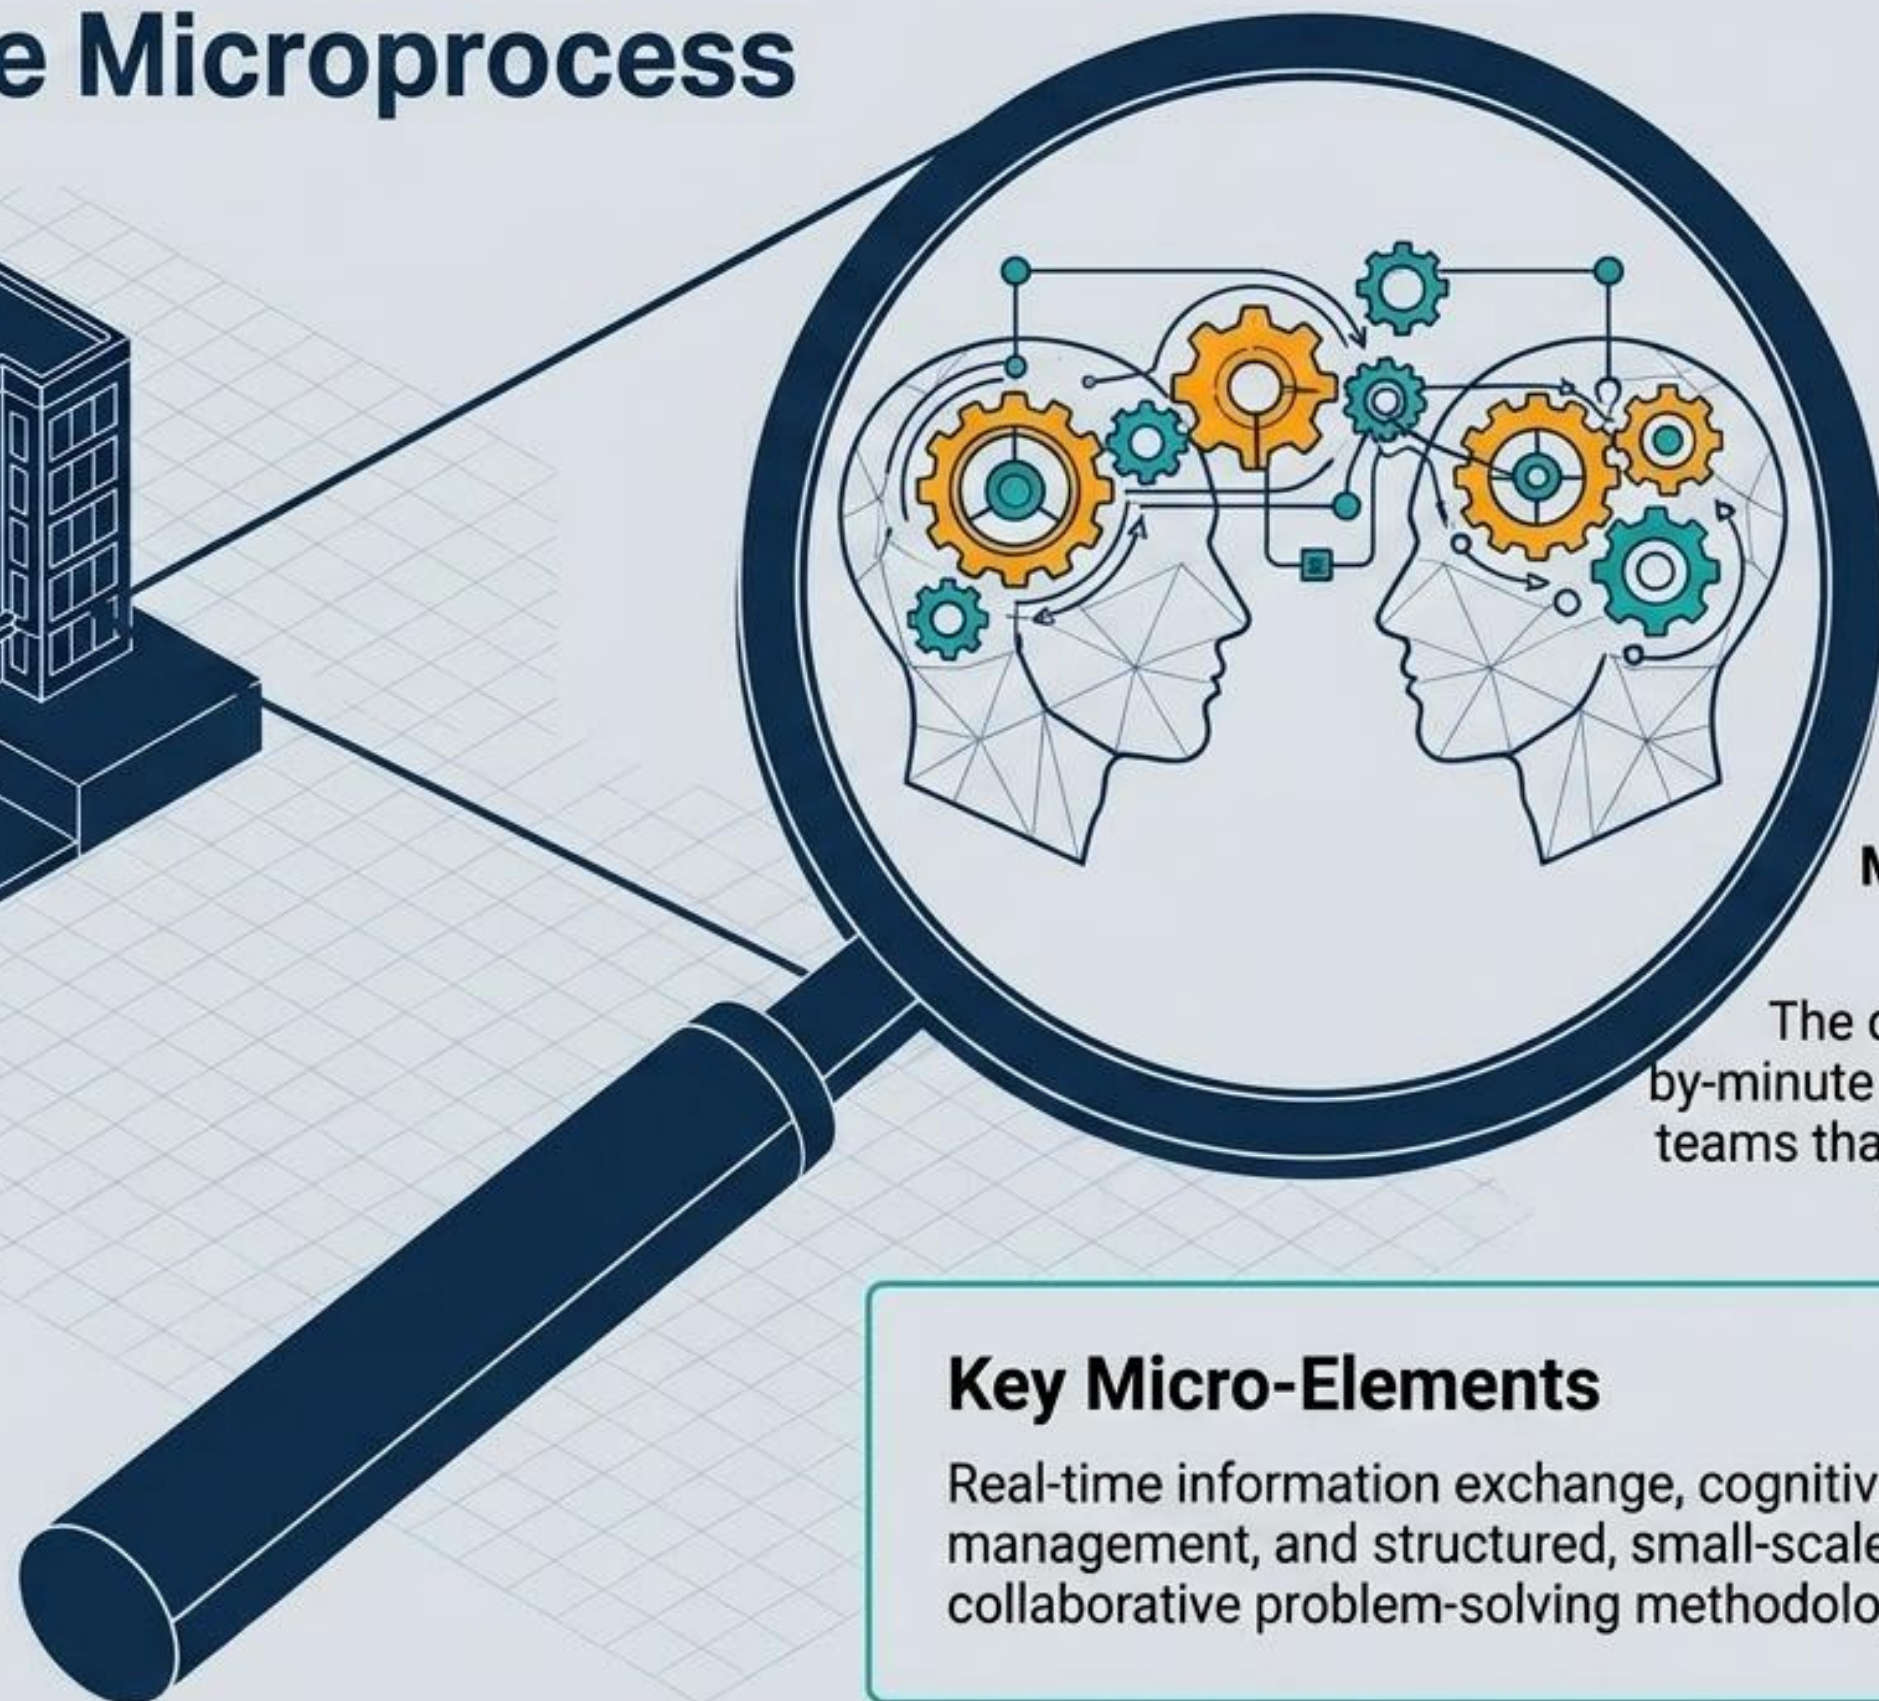 e Microprocess
M
The c
by-minute
teams tha
Key Micro-Elements
Real-time information exchange, cognitiv
management, and structured, small-scale
collaborative problem-solving methodolo